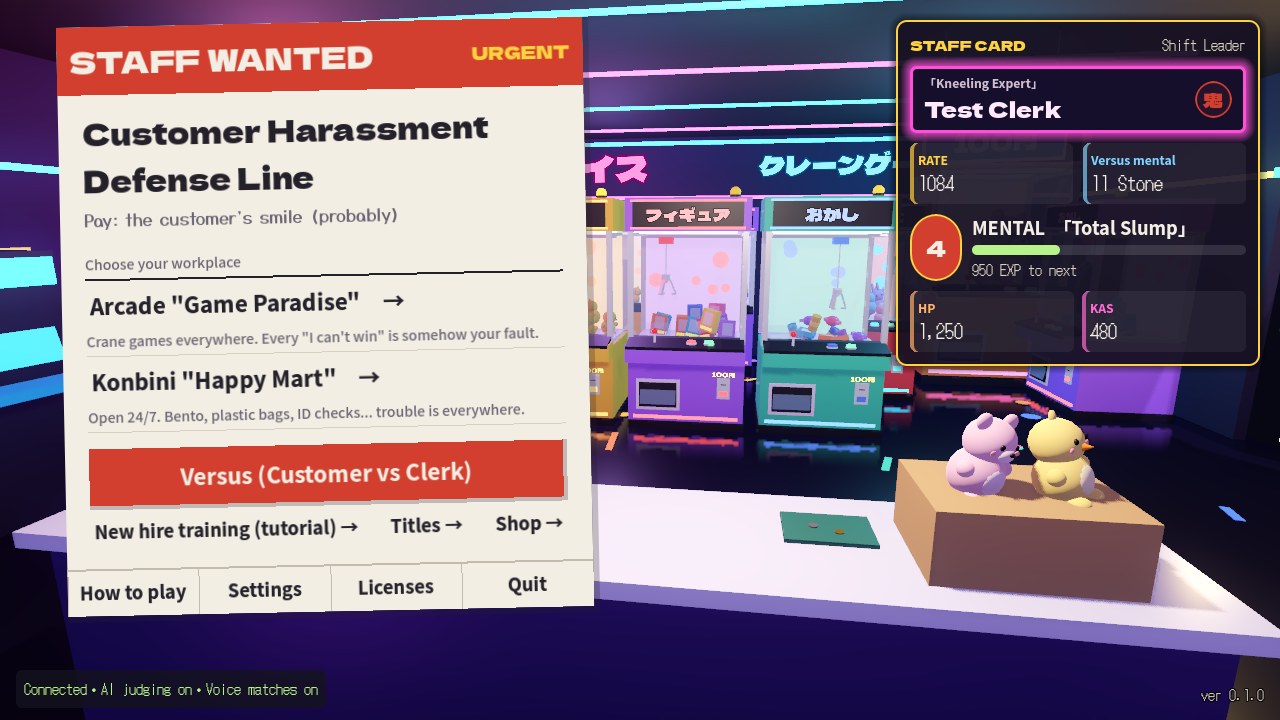 STAFF WANTED
URGENT
Customer Harassment
Defense Line
Pay: the customer's smile (probably)
Choose your workplace
Arcade "Game Paradise" →
Crane games everywhere. Every "I can't win" is somehow your fault.
Konbini "Happy Mart" →
Open 24/7. Bento, plastic bags, ID checks... trouble is everywhere.
Versus (Customer vs Clerk)
New hire training (tutorial) →
Titles →
Shop →
How to play
Settings
Licenses
Quit
Connected • AI judging on • Voice matches on
イス
クレーンゲー
フィギュア
おかし
100円
100円
STAFF CARD
Shift Leader
「Kneeling Expert」
Test Clerk
RATE
1084
Versus mental
11 Stone
4
MENTAL 「Total Slump」
950 EXP to next
HP
1,250
KAS
480
ver 0.1.0